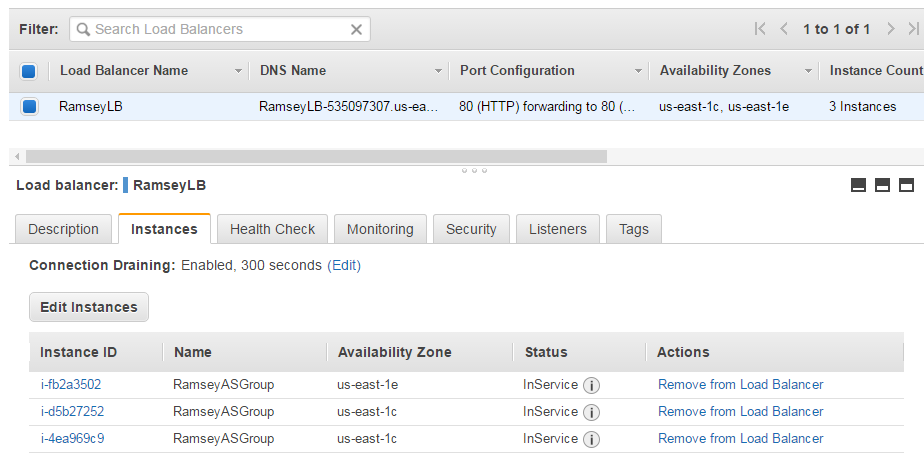 Filter: Search Load Balancers 1 to 1 of 1
Load Balancer Name DNS Name Port Configuration Availability Zones Instance Count
RamseyLB RamseyLB-535097307.us-ea... 80 (HTTP) forwarding to 80 (... us-east-1c, us-east-1e 3 Instances
Load balancer: RamseyLB
Description Instances Health Check Monitoring Security Listeners Tags
Connection Draining: Enabled, 300 seconds (Edit)
Edit Instances
Instance ID Name Availability Zone Status Actions
i-fb2a3502 RamseyASGroup us-east-1e InService i Remove from Load Balancer
i-d5b27252 RamseyASGroup us-east-1c InService i Remove from Load Balancer
i-4ea969c9 RamseyASGroup us-east-1c InService i Remove from Load Balancer